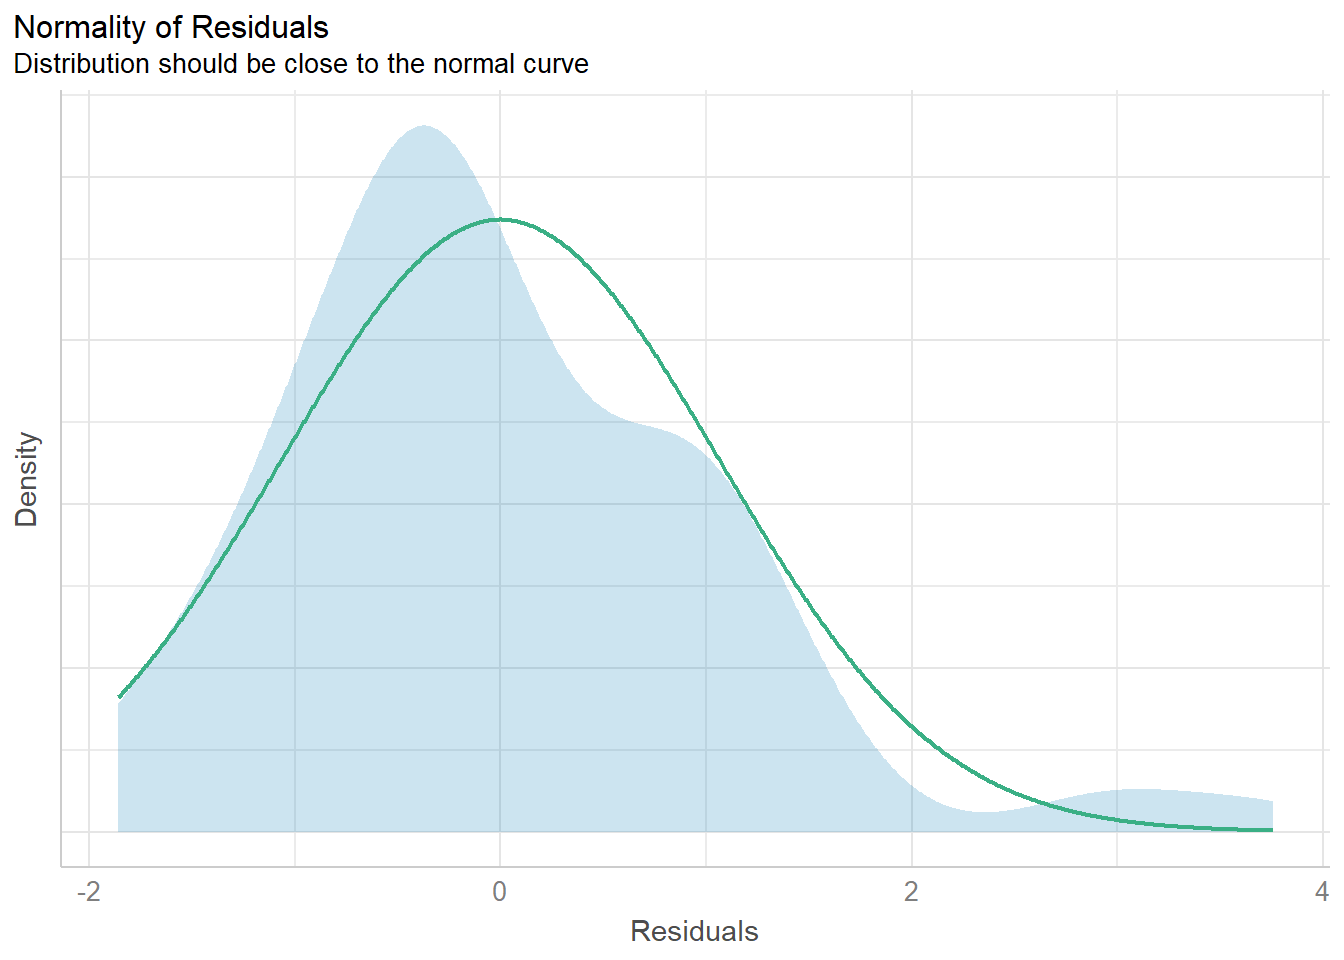 Normality of Residuals
Distribution should be close to the normal curve
Density
-2 0 2 4
Residuals